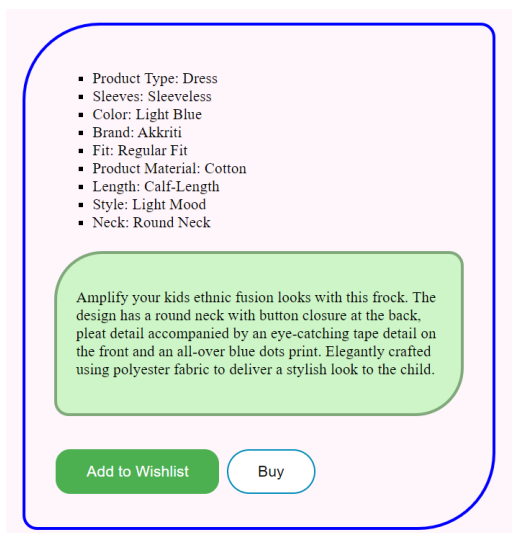 Product Type: Dress
Sleeves: Sleeveless
Color: Light Blue
Brand: Akkriti
Fit: Regular Fit
Product Material: Cotton
Length: Calf-Length
Style: Light Mood
Neck: Round Neck
Amplify your kids ethnic fusion looks with this frock. The
design has a round neck with button closure at the back,
pleat detail accompanied by an eye-catching tape detail on
the front and an all-over blue dots print. Elegantly crafted
using polyester fabric to deliver a stylish look to the child.
Add to Wishlist Buy